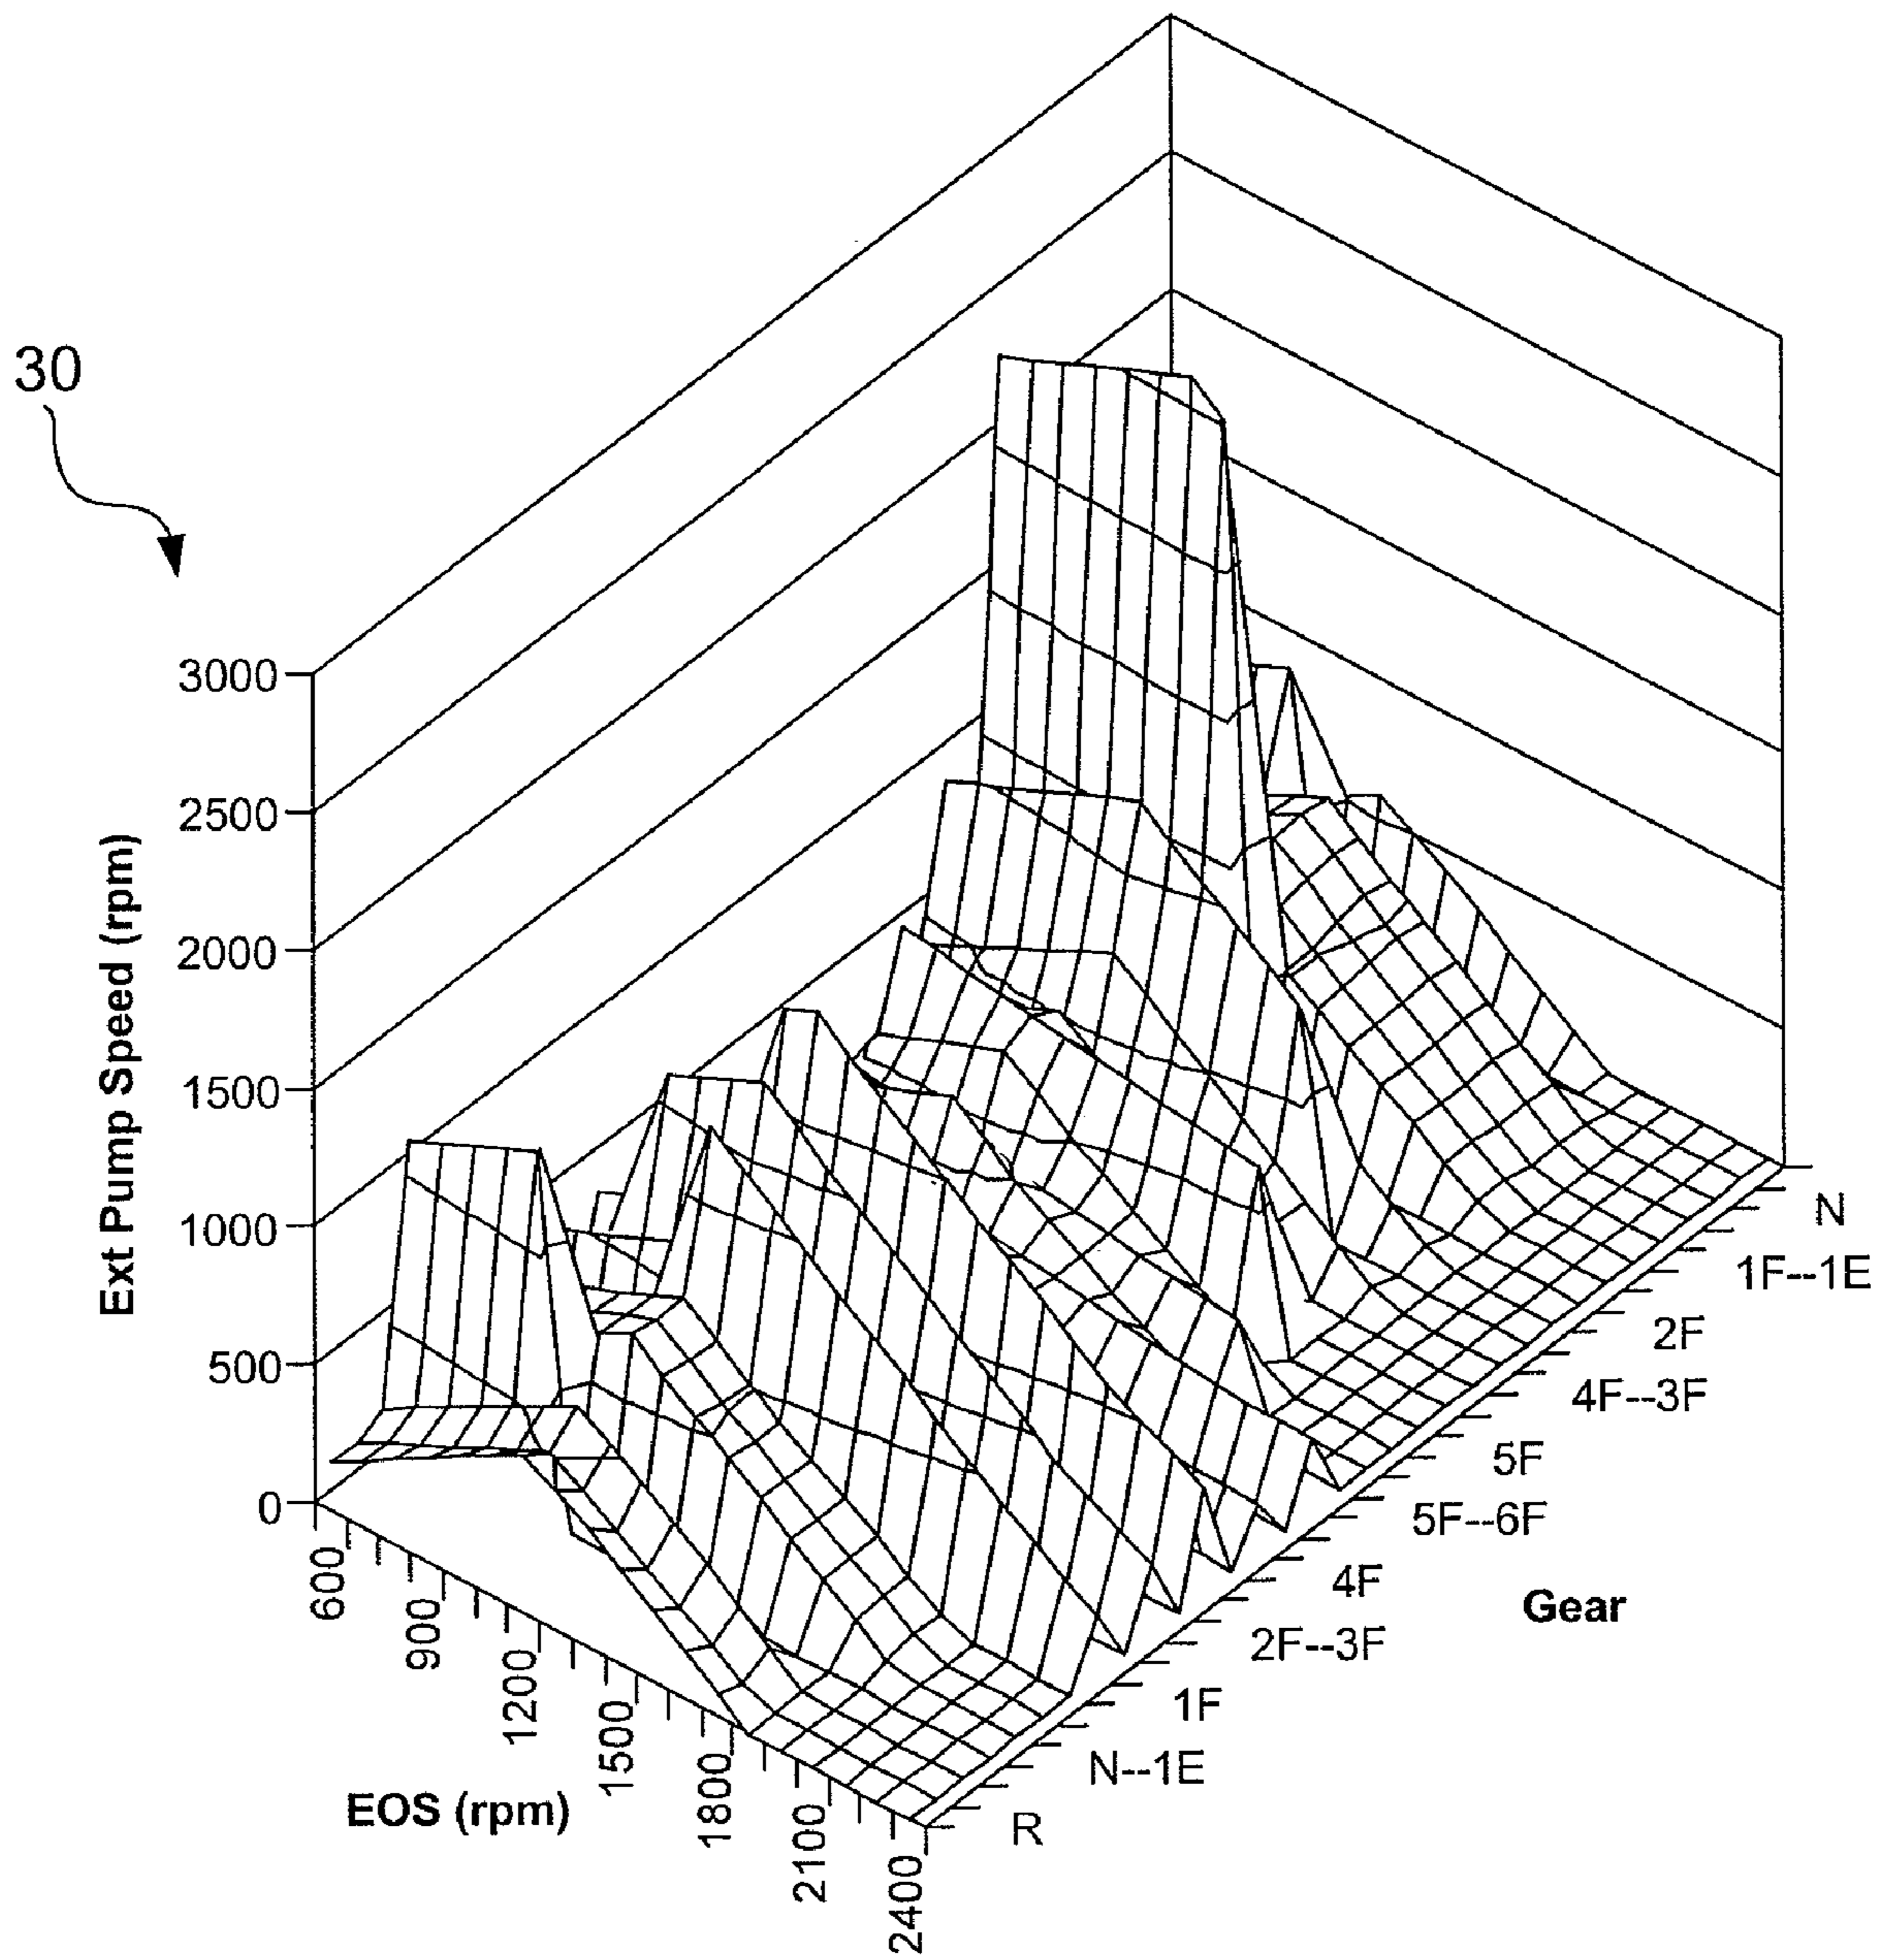 30
Ext Pump Speed (rpm)
3000
2500
2000
1500
1000
500
0
EOS (rpm)
600
900
1200
1500
1800
2100
2400
Gear
R
N--1E
1F
2F--3F
4F
5F--6F
5F
4F--3F
2F
1F--1E
N